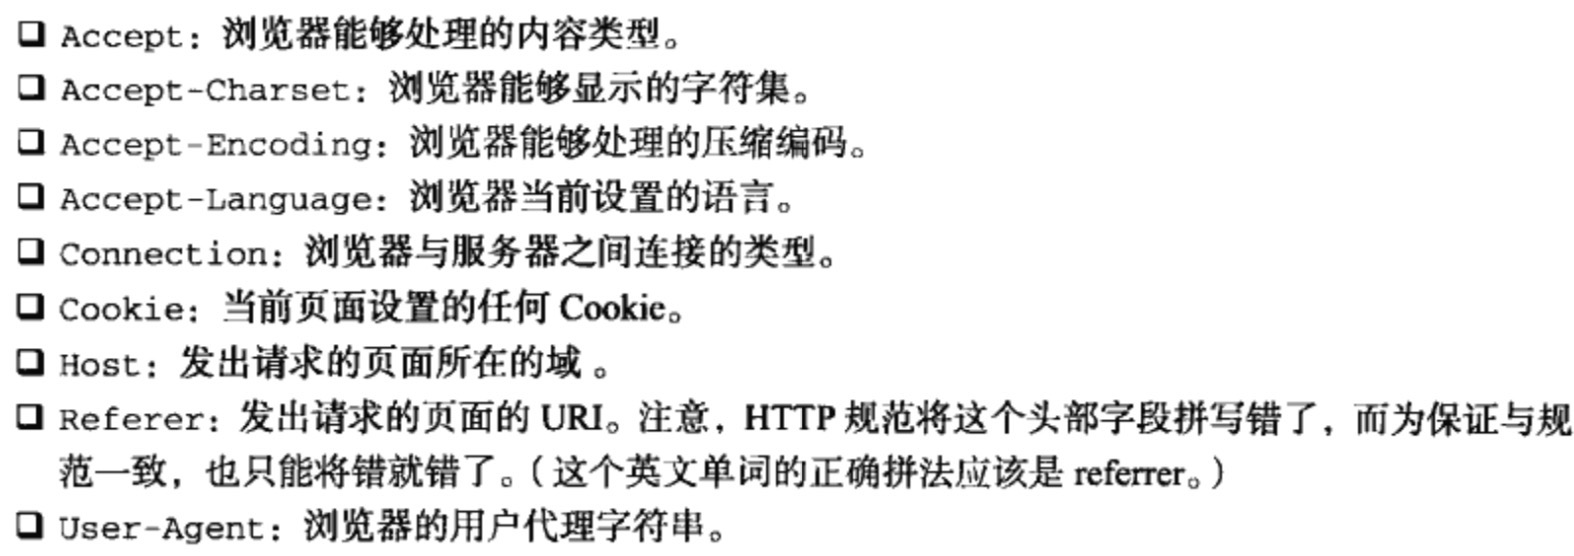 ❑ Accept：浏览器能够处理的内容类型。
❑ Accept-Charset：浏览器能够显示的字符集。
❑ Accept-Encoding：浏览器能够处理的压缩编码。
❑ Accept-Language：浏览器当前设置的语言。
❑ Connection：浏览器与服务器之间连接的类型。
❑ Cookie：当前页面设置的任何 Cookie。
❑ Host：发出请求的页面所在的域 。
❑ Referer：发出请求的页面的 URI。注意，HTTP 规范将这个头部字段拼写错了，而为保证与规
范一致，也只能将错就错了。（这个英文单词的正确拼法应该是 referrer。）
❑ User-Agent：浏览器的用户代理字符串。